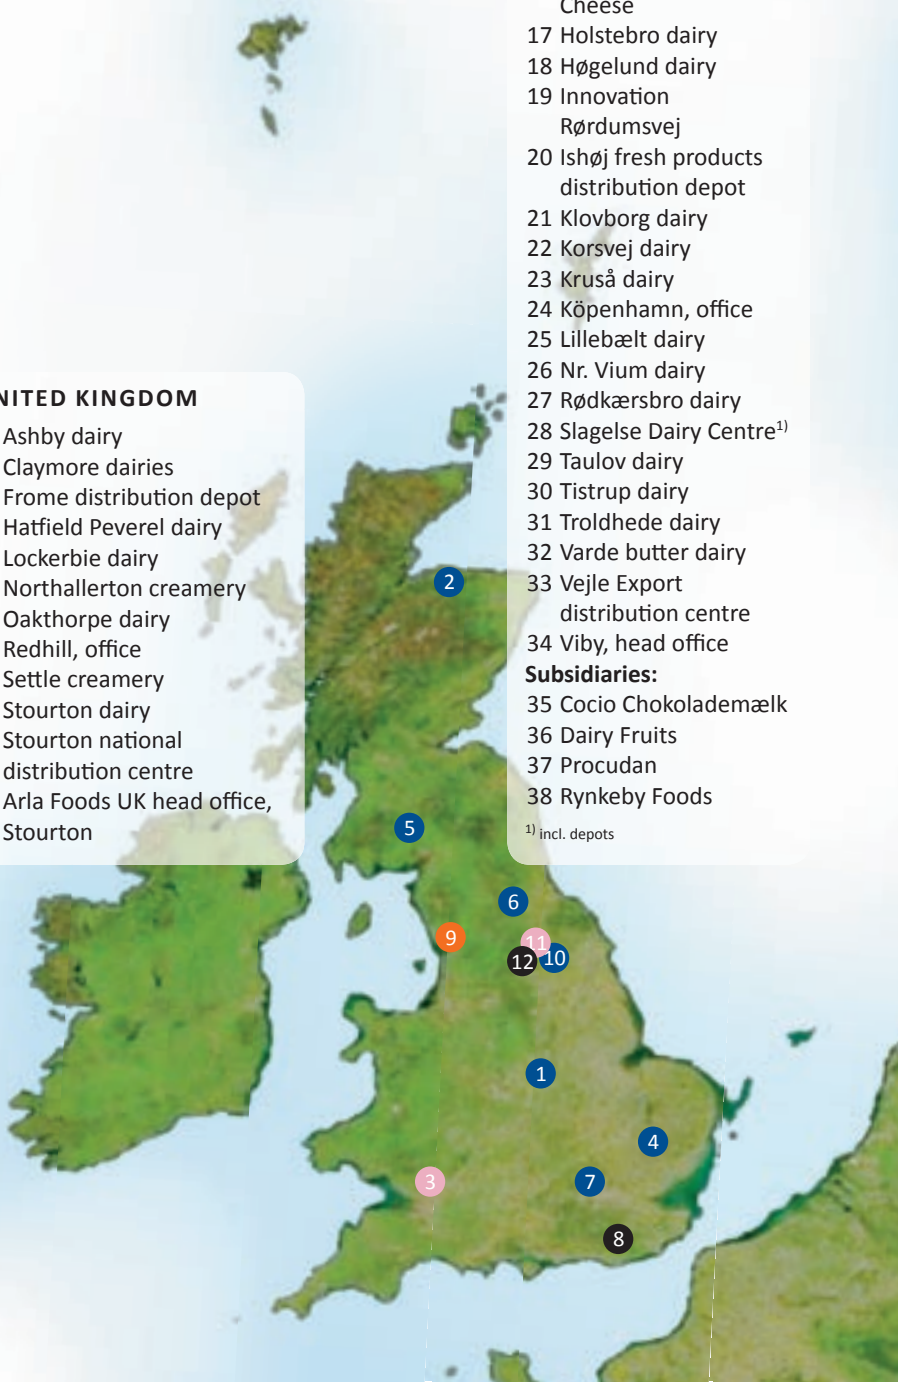 Cheese
17 Holstebro dairy
18 Høgelund dairy
19 Innovation
Rørdumsvej
20 Ishøj fresh products
distribution depot
21 Klovborg dairy
22 Korsvej dairy
23 Kruså dairy
24 Köpenhamn, office
25 Lillebælt dairy
26 Nr. Vium dairy
27 Rødkærsbro dairy
28 Slagelse Dairy Centre1)
29 Taulov dairy
30 Tistrup dairy
31 Troldhede dairy
32 Varde butter dairy
33 Vejle Export
distribution centre
34 Viby, head office
Subsidiaries:
35 Cocio Chokolademælk
36 Dairy Fruits
37 Procudan
38 Rynkeby Foods
1) incl. depots
NITED KINGDOM
Ashby dairy
Claymore dairies
Frome distribution depot
Hatfield Peverel dairy
Lockerbie dairy
Northallerton creamery
Oakthorpe dairy
Redhill, office
Settle creamery
Stourton dairy
Stourton national
distribution centre
Arla Foods UK head office,
Stourton
2
5
6
9
11
12
10
1
4
3
7
8